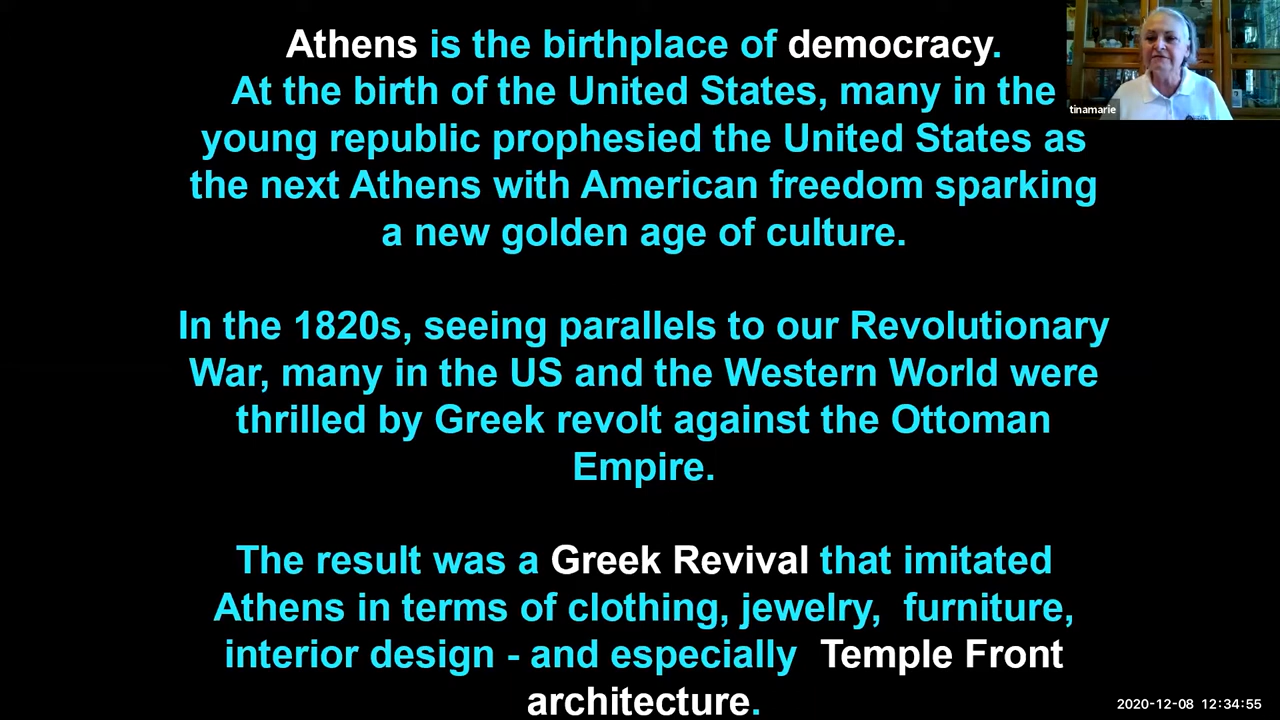 Athens is the birthplace of democracy.
At the birth of the United States, many in the
young republic prophesied the United States as
the next Athens with American freedom sparking
a new golden age of culture.
In the 1820s, seeing parallels to our Revolutionary
War, many in the US and the Western World were
thrilled by Greek revolt against the Ottoman
Empire.
The result was a Greek Revival that imitated
Athens in terms of clothing, jewelry,  furniture,
interior design - and especially  Temple Front
architecture.
tinamarie
2020-12-08 12:34:55